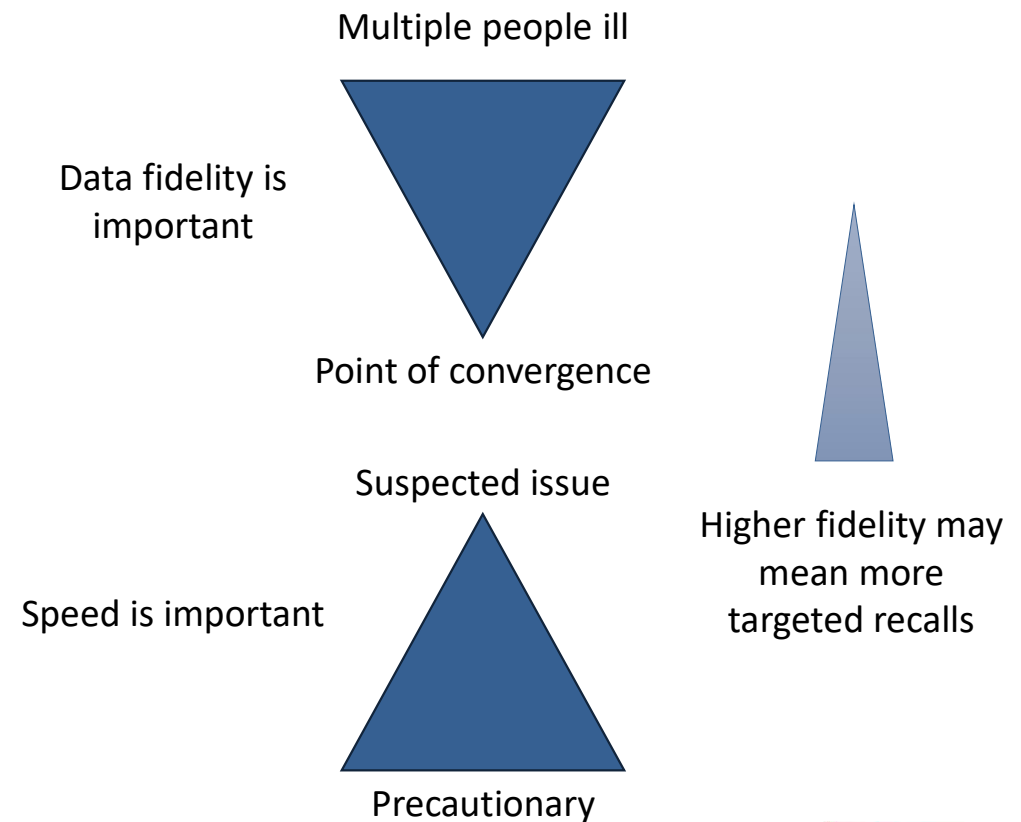 Multiple people ill
Data fidelity is
important
Point of convergence
Suspected issue
Higher fidelity may
mean more
targeted recalls
Speed is important
Precautionary